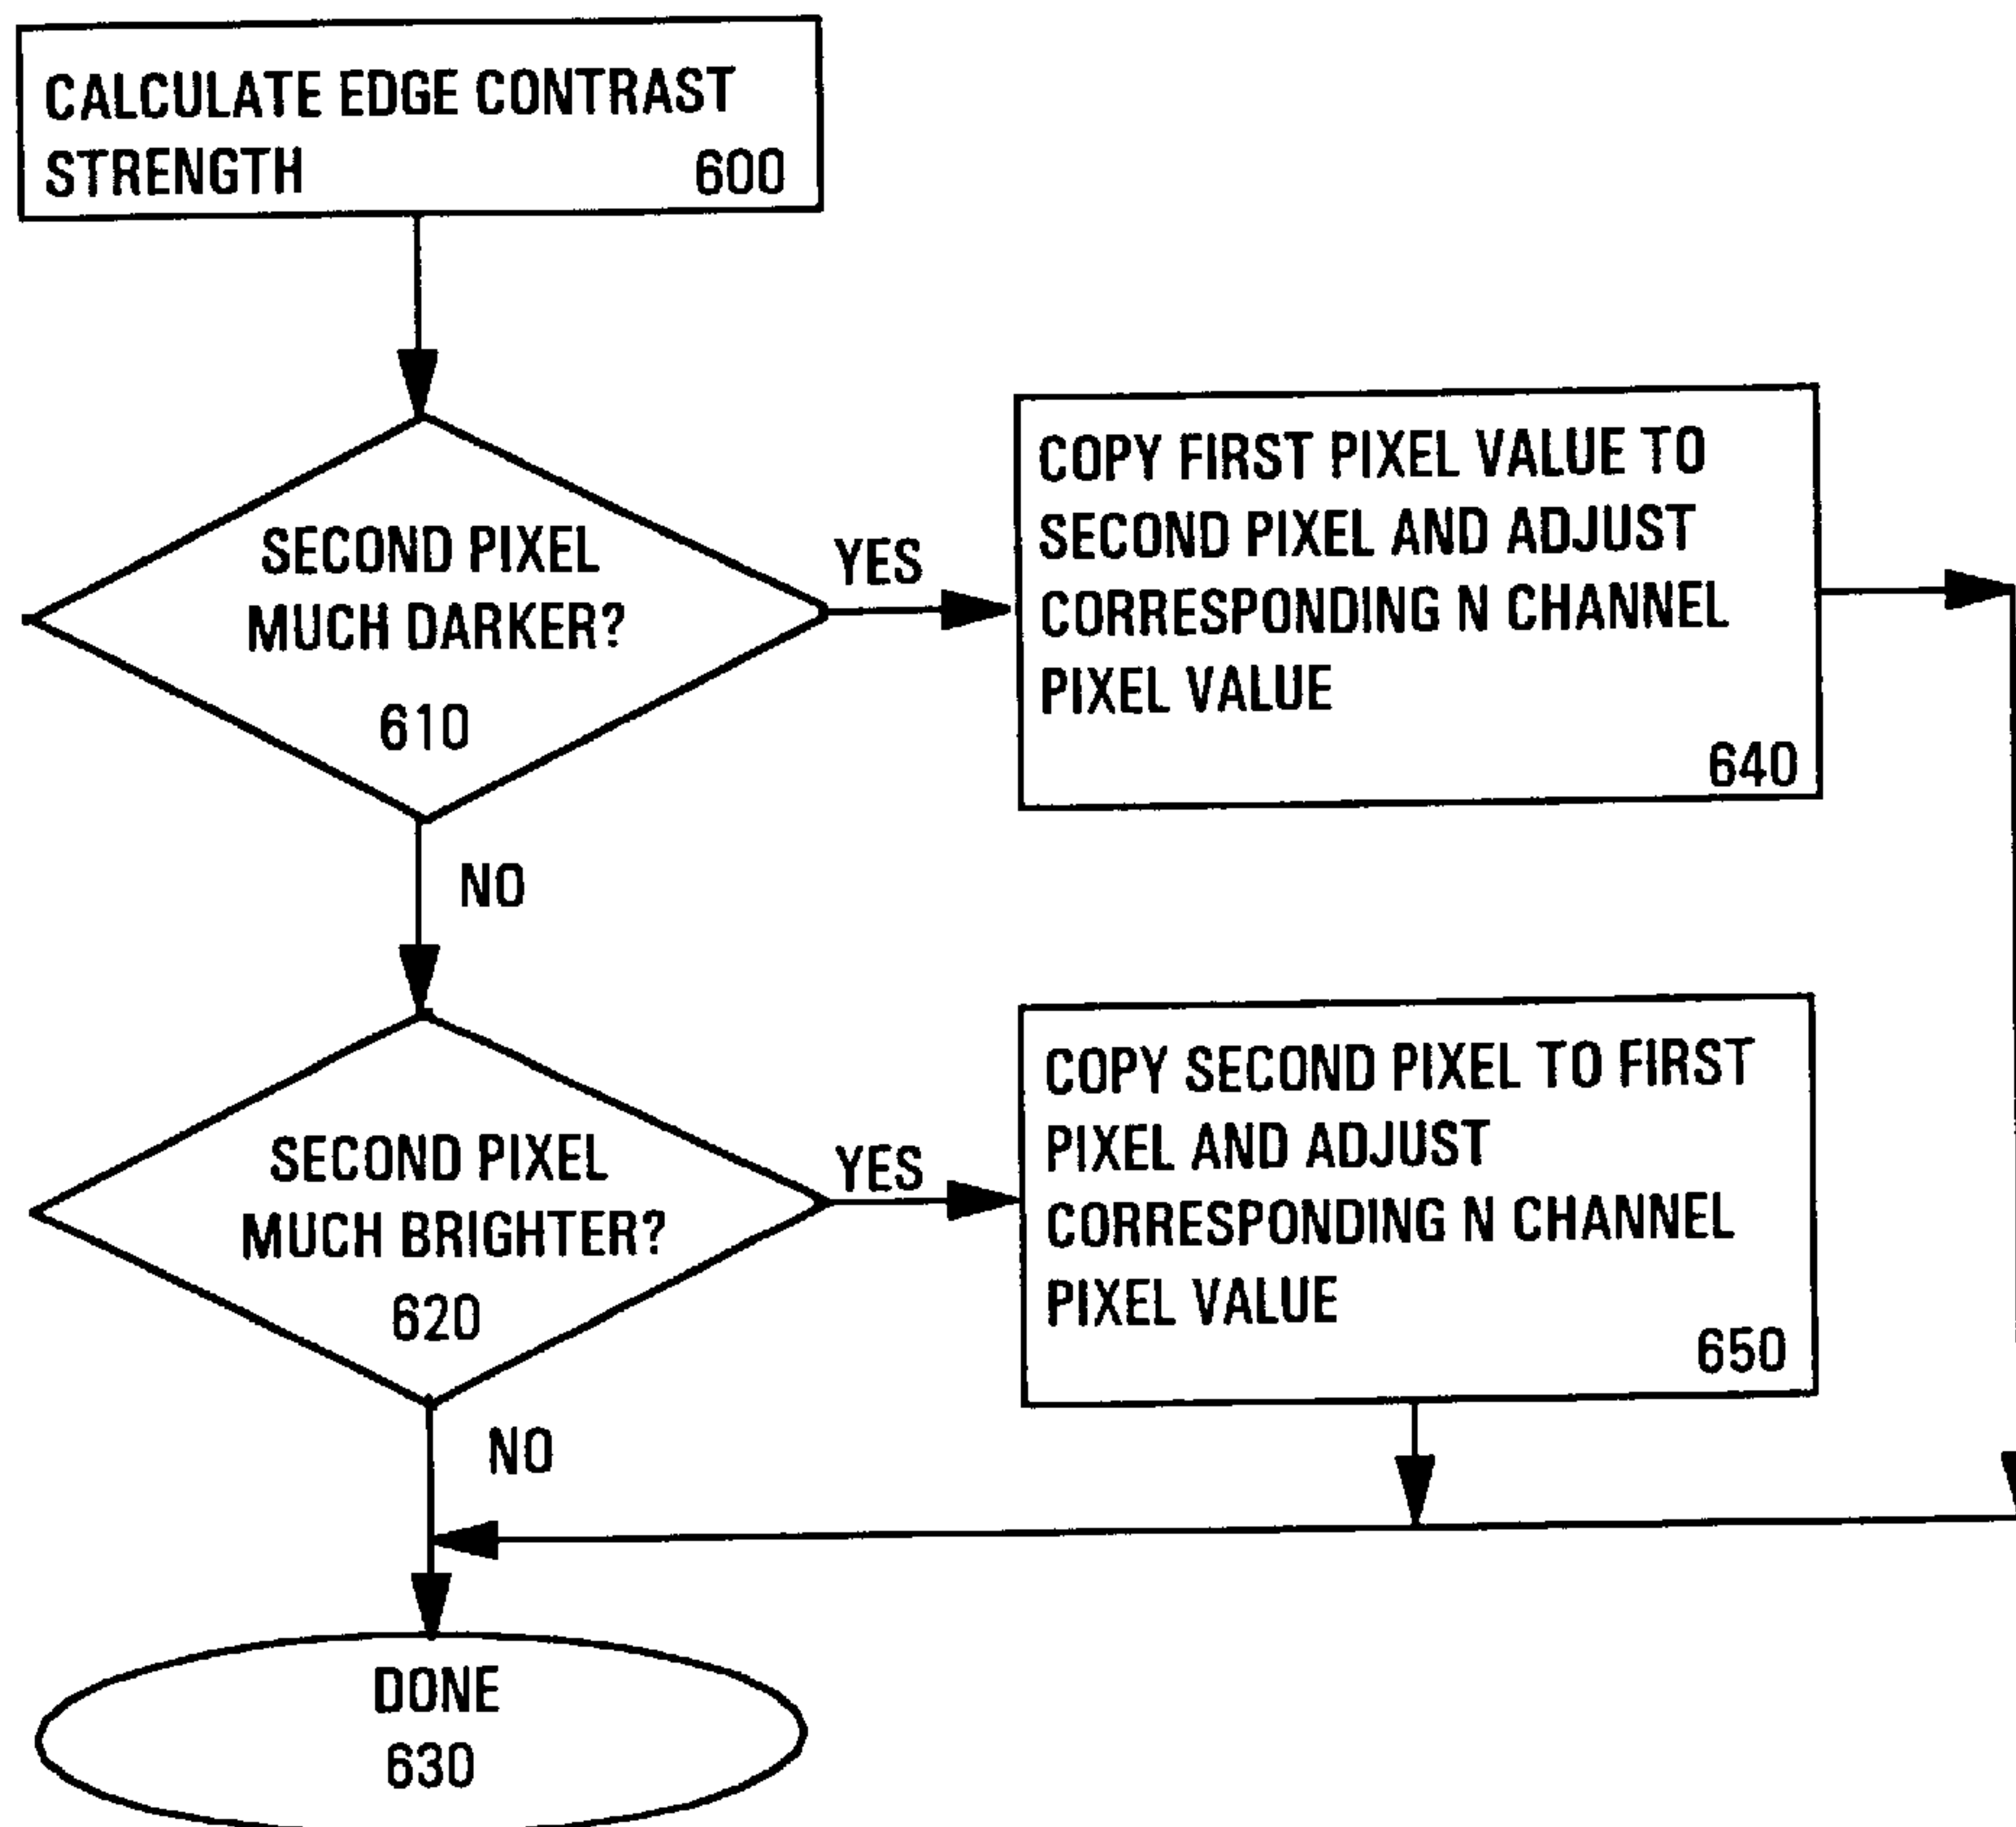 CALCULATE EDGE CONTRAST
STRENGTH 600
SECOND PIXEL
MUCH DARKER?
610
YES
COPY FIRST PIXEL VALUE TO
SECOND PIXEL AND ADJUST
CORRESPONDING N CHANNEL
PIXEL VALUE
640
NO
SECOND PIXEL
MUCH BRIGHTER?
620
YES
COPY SECOND PIXEL TO FIRST
PIXEL AND ADJUST
CORRESPONDING N CHANNEL
PIXEL VALUE
650
NO
DONE
630